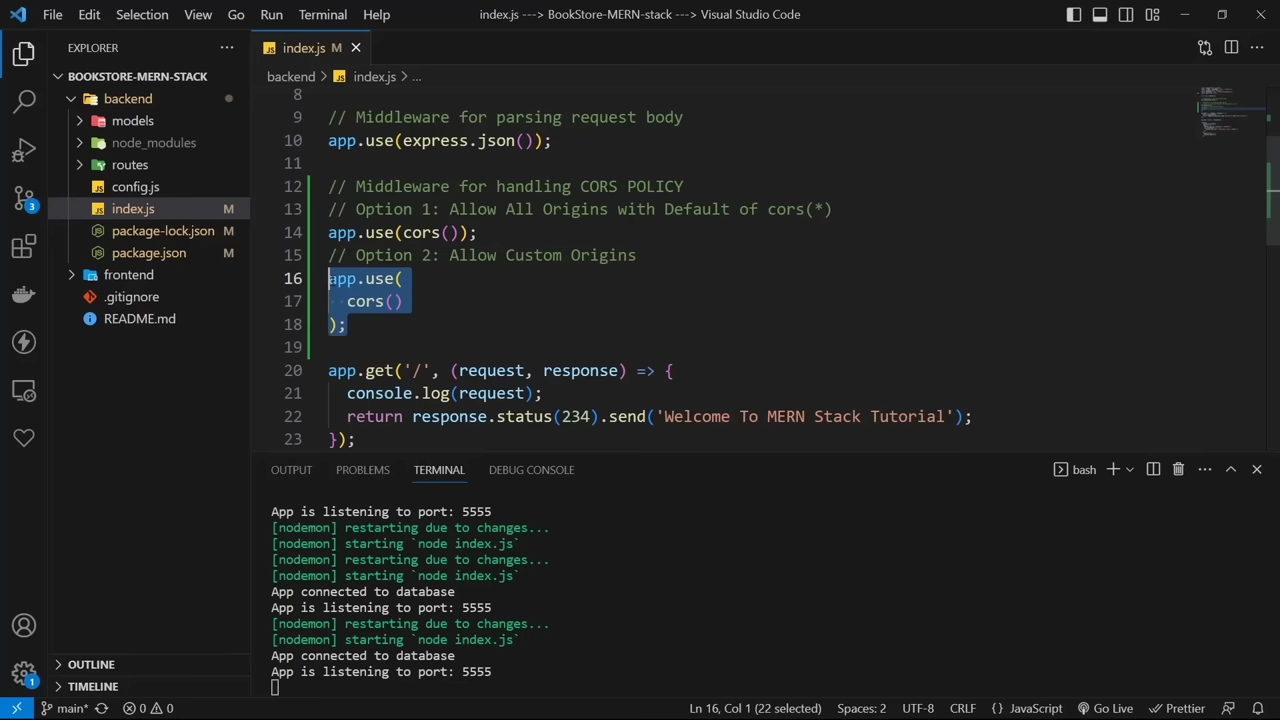 File Edit Selection View Go Run Terminal Help
index.js ---> BookStore-MERN-stack ---> Visual Studio Code
EXPLORER
BOOKSTORE-MERN-STACK
backend
models
node_modules
routes
JS config.js
3
JS index.js M
package-lock.json M
package.json M
frontend
.gitignore
README.md
OUTLINE
1
TIMELINE
JS index.js M
backend > JS index.js > ...
8
9 // Middleware for parsing request body
10 app.use(express.json());
11
12 // Middleware for handling CORS POLICY
13 // Option 1: Allow All Origins with Default of cors(*)
14 app.use(cors());
15 // Option 2: Allow Custom Origins
16 app.use(
17 cors()
18 );
19
20 app.get('/', (request, response) => {
21 console.log(request);
22 return response.status(234).send('Welcome To MERN Stack Tutorial');
23 });
OUTPUT PROBLEMS TERMINAL DEBUG CONSOLE
bash
App is listening to port: 5555
[nodemon] restarting due to changes...
[nodemon] starting `node index.js`
[nodemon] restarting due to changes...
[nodemon] starting `node index.js`
App connected to database
App is listening to port: 5555
[nodemon] restarting due to changes...
[nodemon] starting `node index.js`
App connected to database
App is listening to port: 5555
main* 0 0 Ln 16, Col 1 (22 selected) Spaces: 2 UTF-8 CRLF {} JavaScript Go Live Prettier